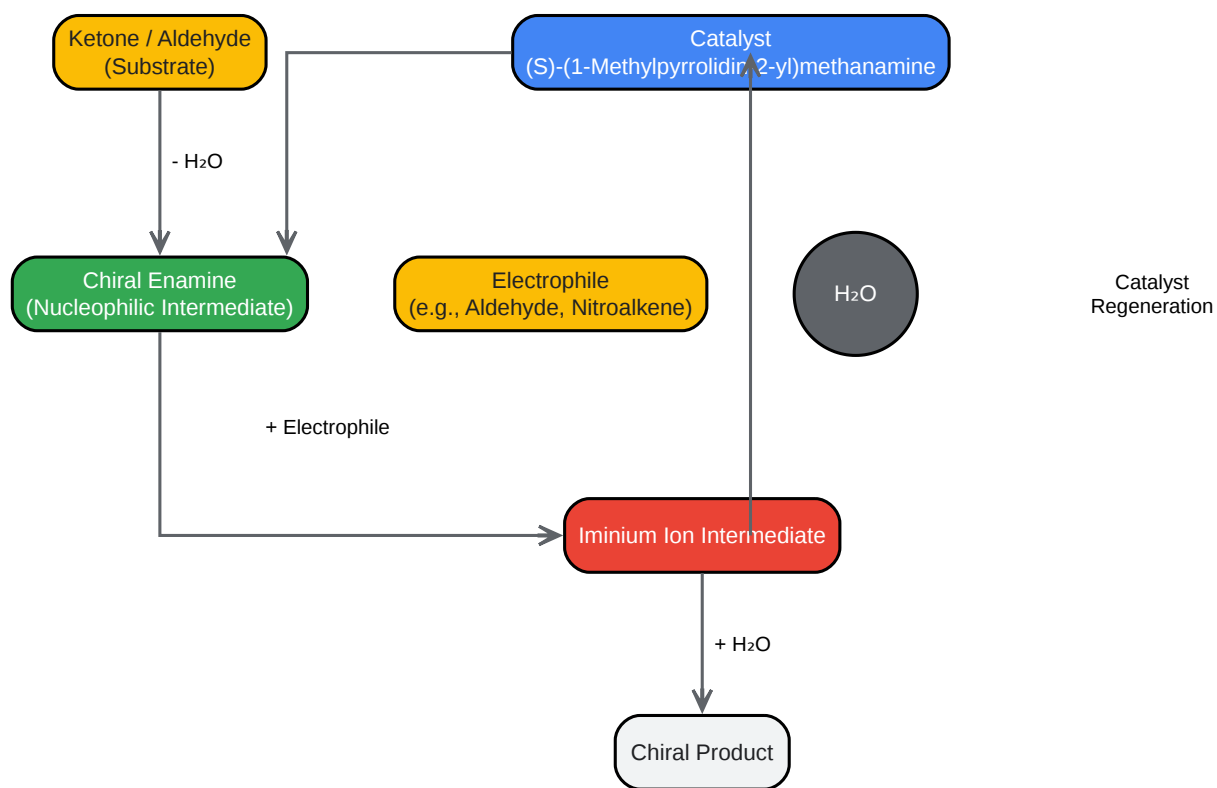 Ketone / Aldehyde
(Substrate)
Catalyst
(S)-(1-Methylpyrrolidin-2-yl)methanamine
- H₂O
Chiral Enamine
(Nucleophilic Intermediate)
Electrophile
(e.g., Aldehyde, Nitroalkene)
H₂O
Catalyst
Regeneration
+ Electrophile
Iminium Ion Intermediate
+ H₂O
Chiral Product